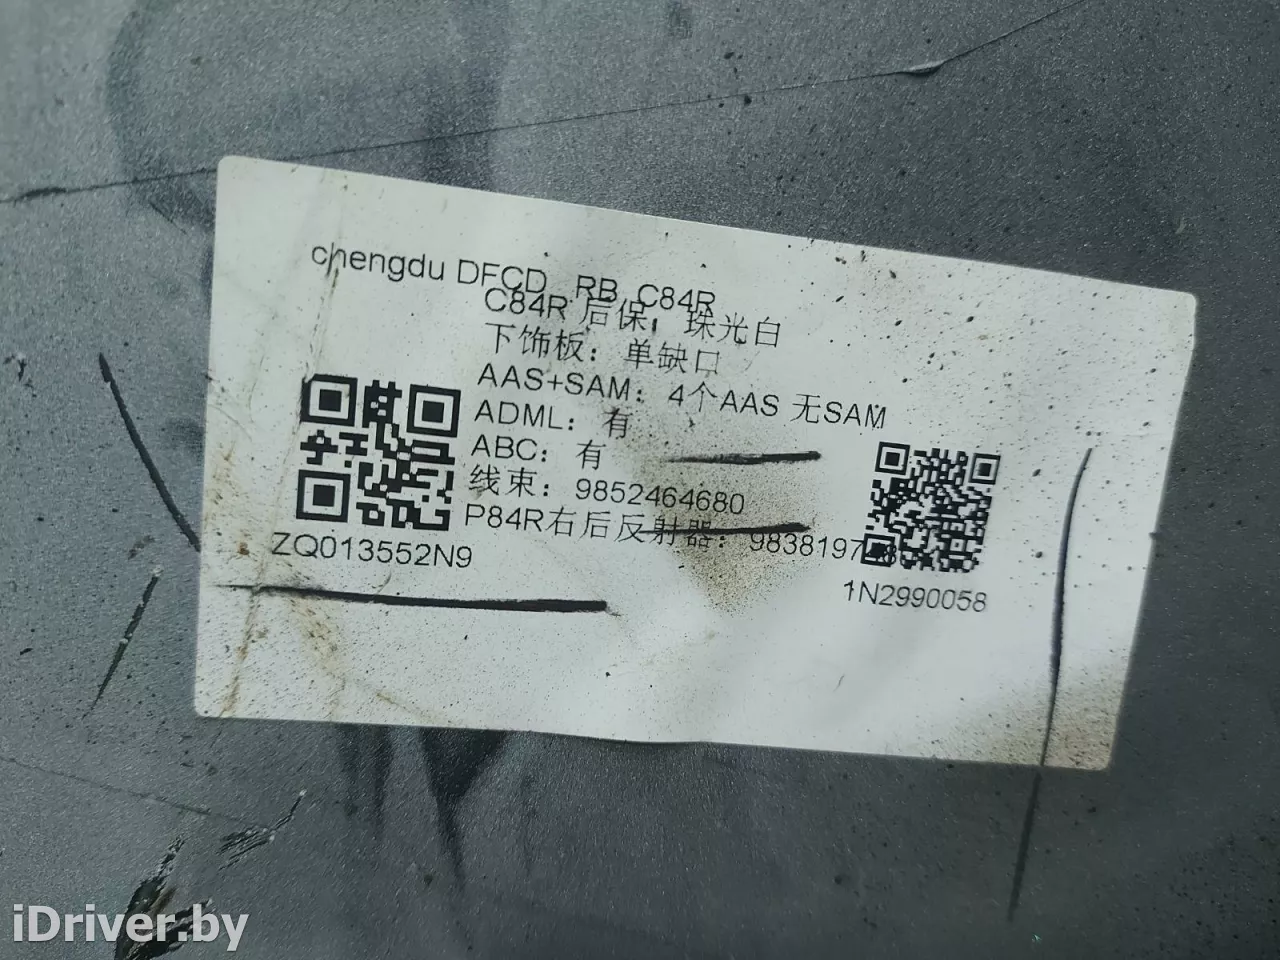 chengdu DFCD RB C84R
C84R 后保: 珠光白
下饰板: 单缺口
AAS+SAM: 4个AAS 无SAM
ADML: 有
ABC: 有
线束: 9852464680
P84R右后反射器:
ZQ013552N9
1N2990058
iDriver.by